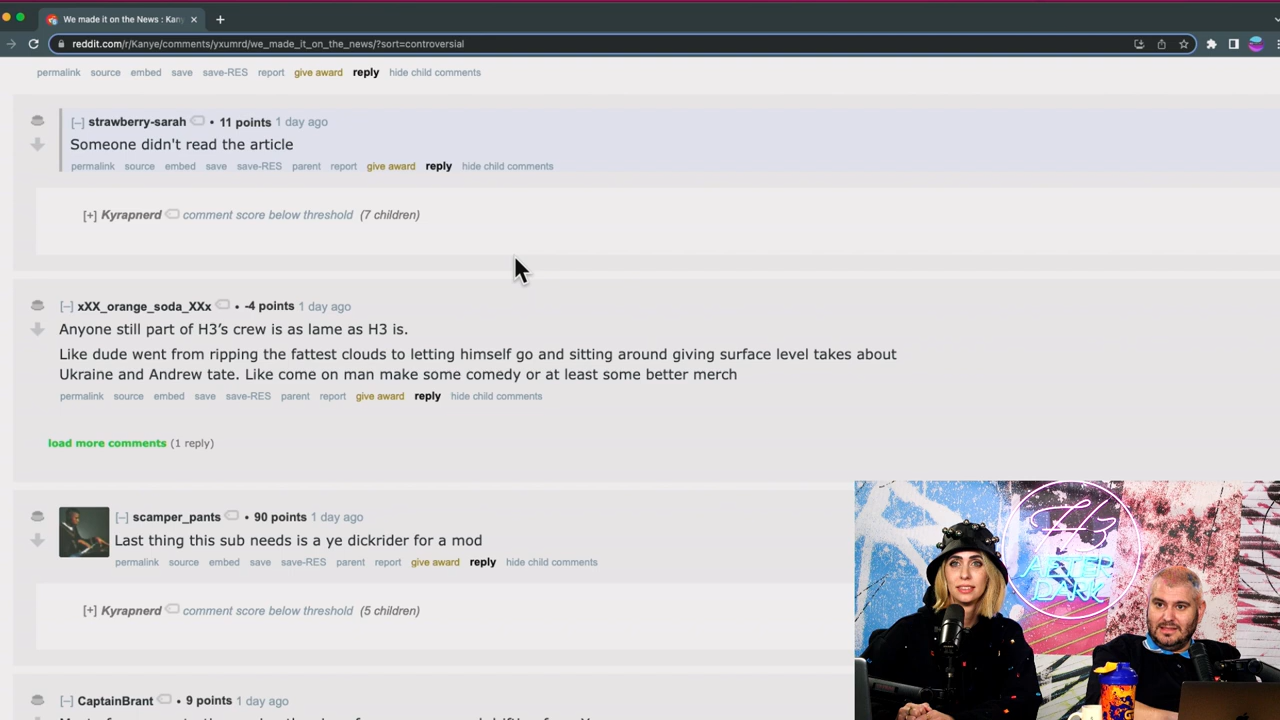 We made it on the News : Kany
reddit.com/r/Kanye/comments/yxumrd/we_made_it_on_the_news/?sort=controversial
permalink source embed save save-RES report give award reply hide child comments
[–] strawberry-sarah • 11 points 1 day ago
Someone didn't read the article
permalink source embed save save-RES parent report give award reply hide child comments
[+] Kyrapnerd comment score below threshold (7 children)
[–] xXX_orange_soda_XXx • -4 points 1 day ago
Anyone still part of H3's crew is as lame as H3 is.
Like dude went from ripping the fattest clouds to letting himself go and sitting around giving surface level takes about
Ukraine and Andrew tate. Like come on man make some comedy or at least some better merch
permalink source embed save save-RES parent report give award reply hide child comments
load more comments (1 reply)
[–] scamper_pants • 90 points 1 day ago
Last thing this sub needs is a ye dickrider for a mod
permalink source embed save save-RES parent report give award reply hide child comments
[+] Kyrapnerd comment score below threshold (5 children)
[–] CaptainBrant • 9 points 1 day ago
H3
AFTER
DARK